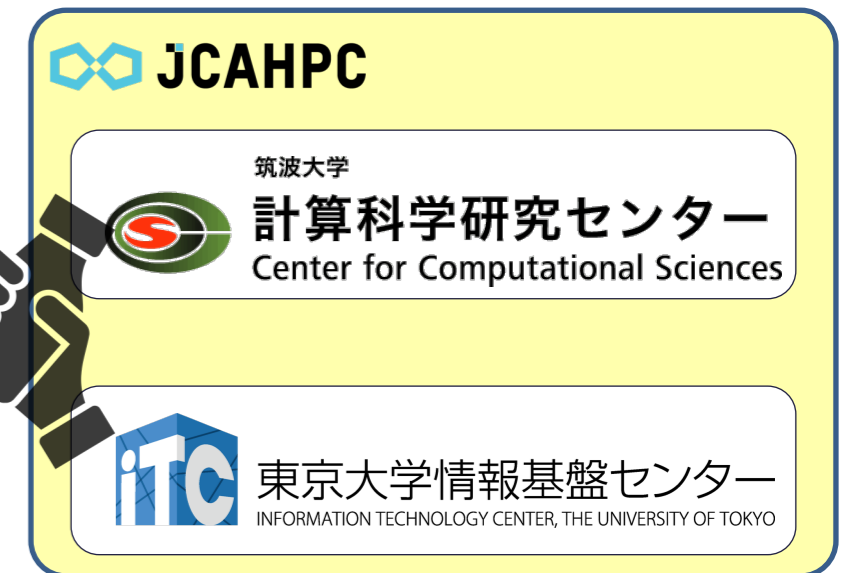 JCAHPC
筑波大学
計算科学研究センター
Center for Computational Sciences
iTC
東京大学情報基盤センター
INFORMATION TECHNOLOGY CENTER, THE UNIVERSITY OF TOKYO